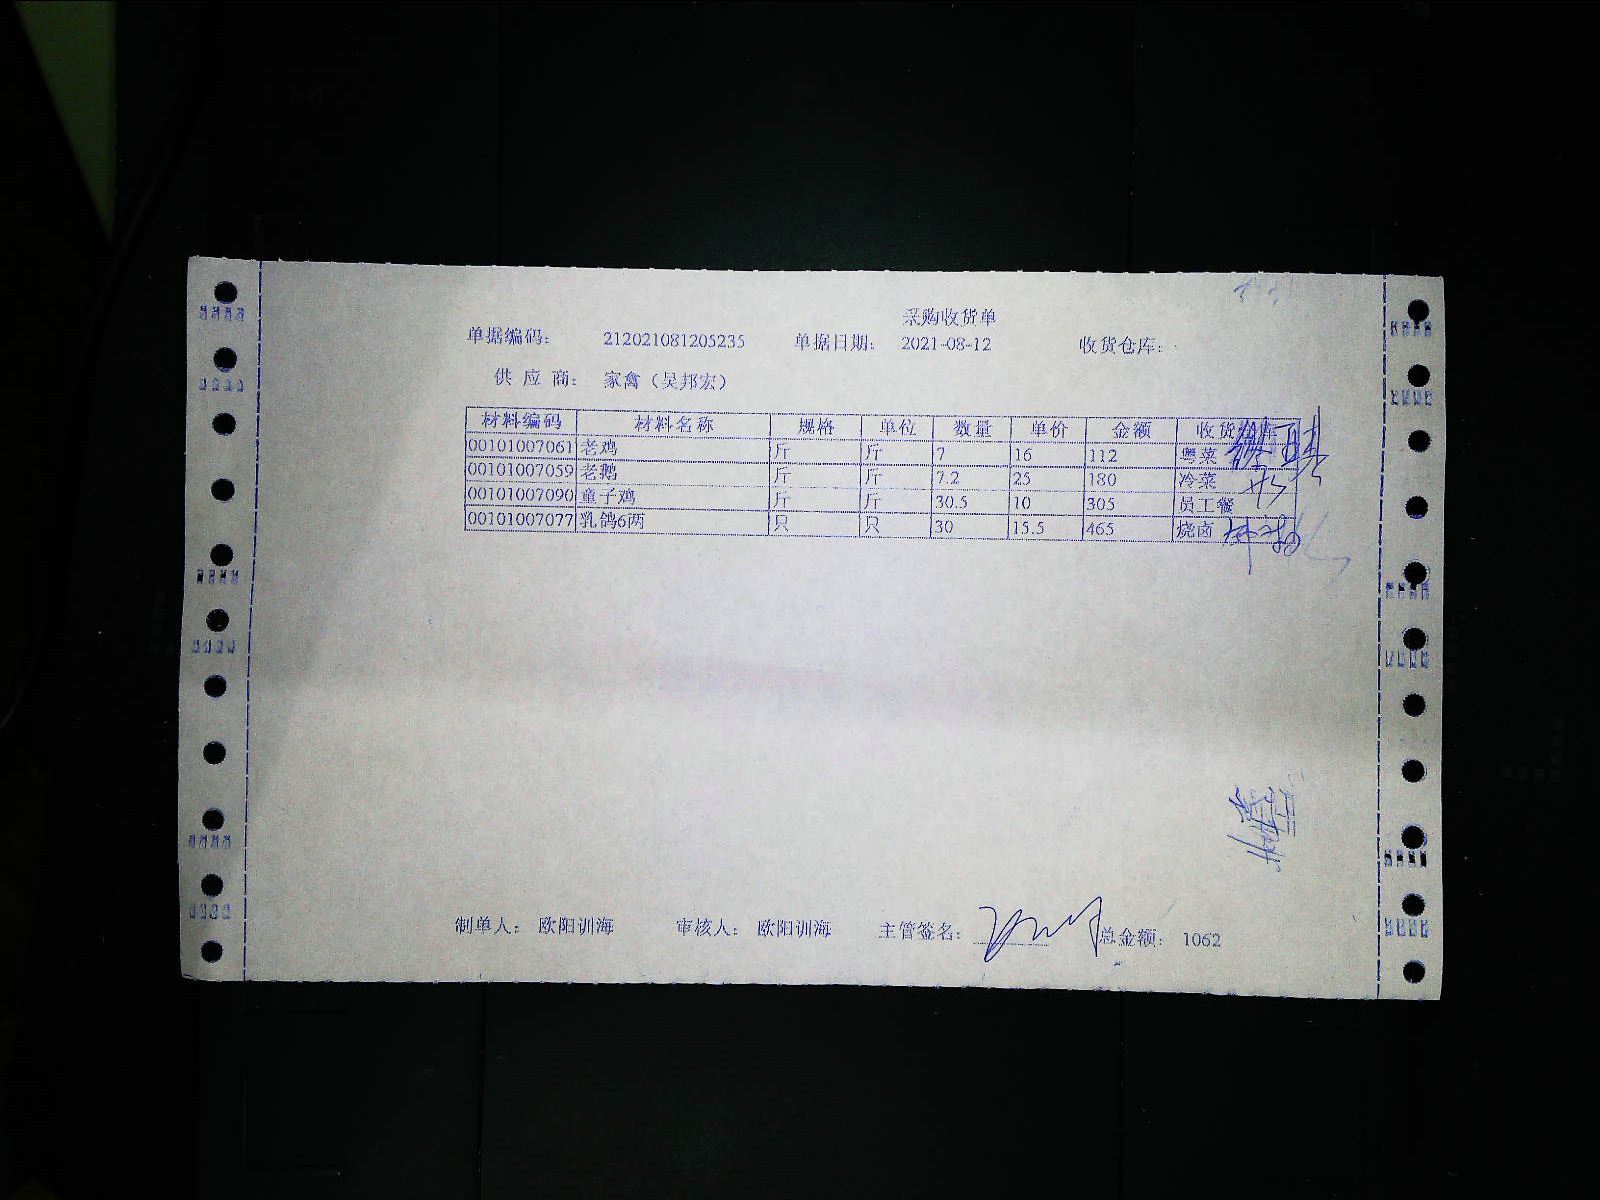 采购收货单
单据编码： 212021081205235 单据日期： 2021-08-12 收货仓库：
供 应 商： 家禽（吴邦宏）
材料编码 材料名称 规格 单位 数量 单价 金额 收货仓库
00101007061 老鸡 斤 斤 7 16 112 粤菜
00101007059 老鹅 斤 斤 7.2 25 180 冷菜
00101007090 童子鸡 斤 斤 30.5 10 305 员工餐
00101007077 乳鸽6两 只 只 30 15.5 465 烧卤
制单人： 欧阳训海 审核人： 欧阳训海 主管签名： 总金额： 1062